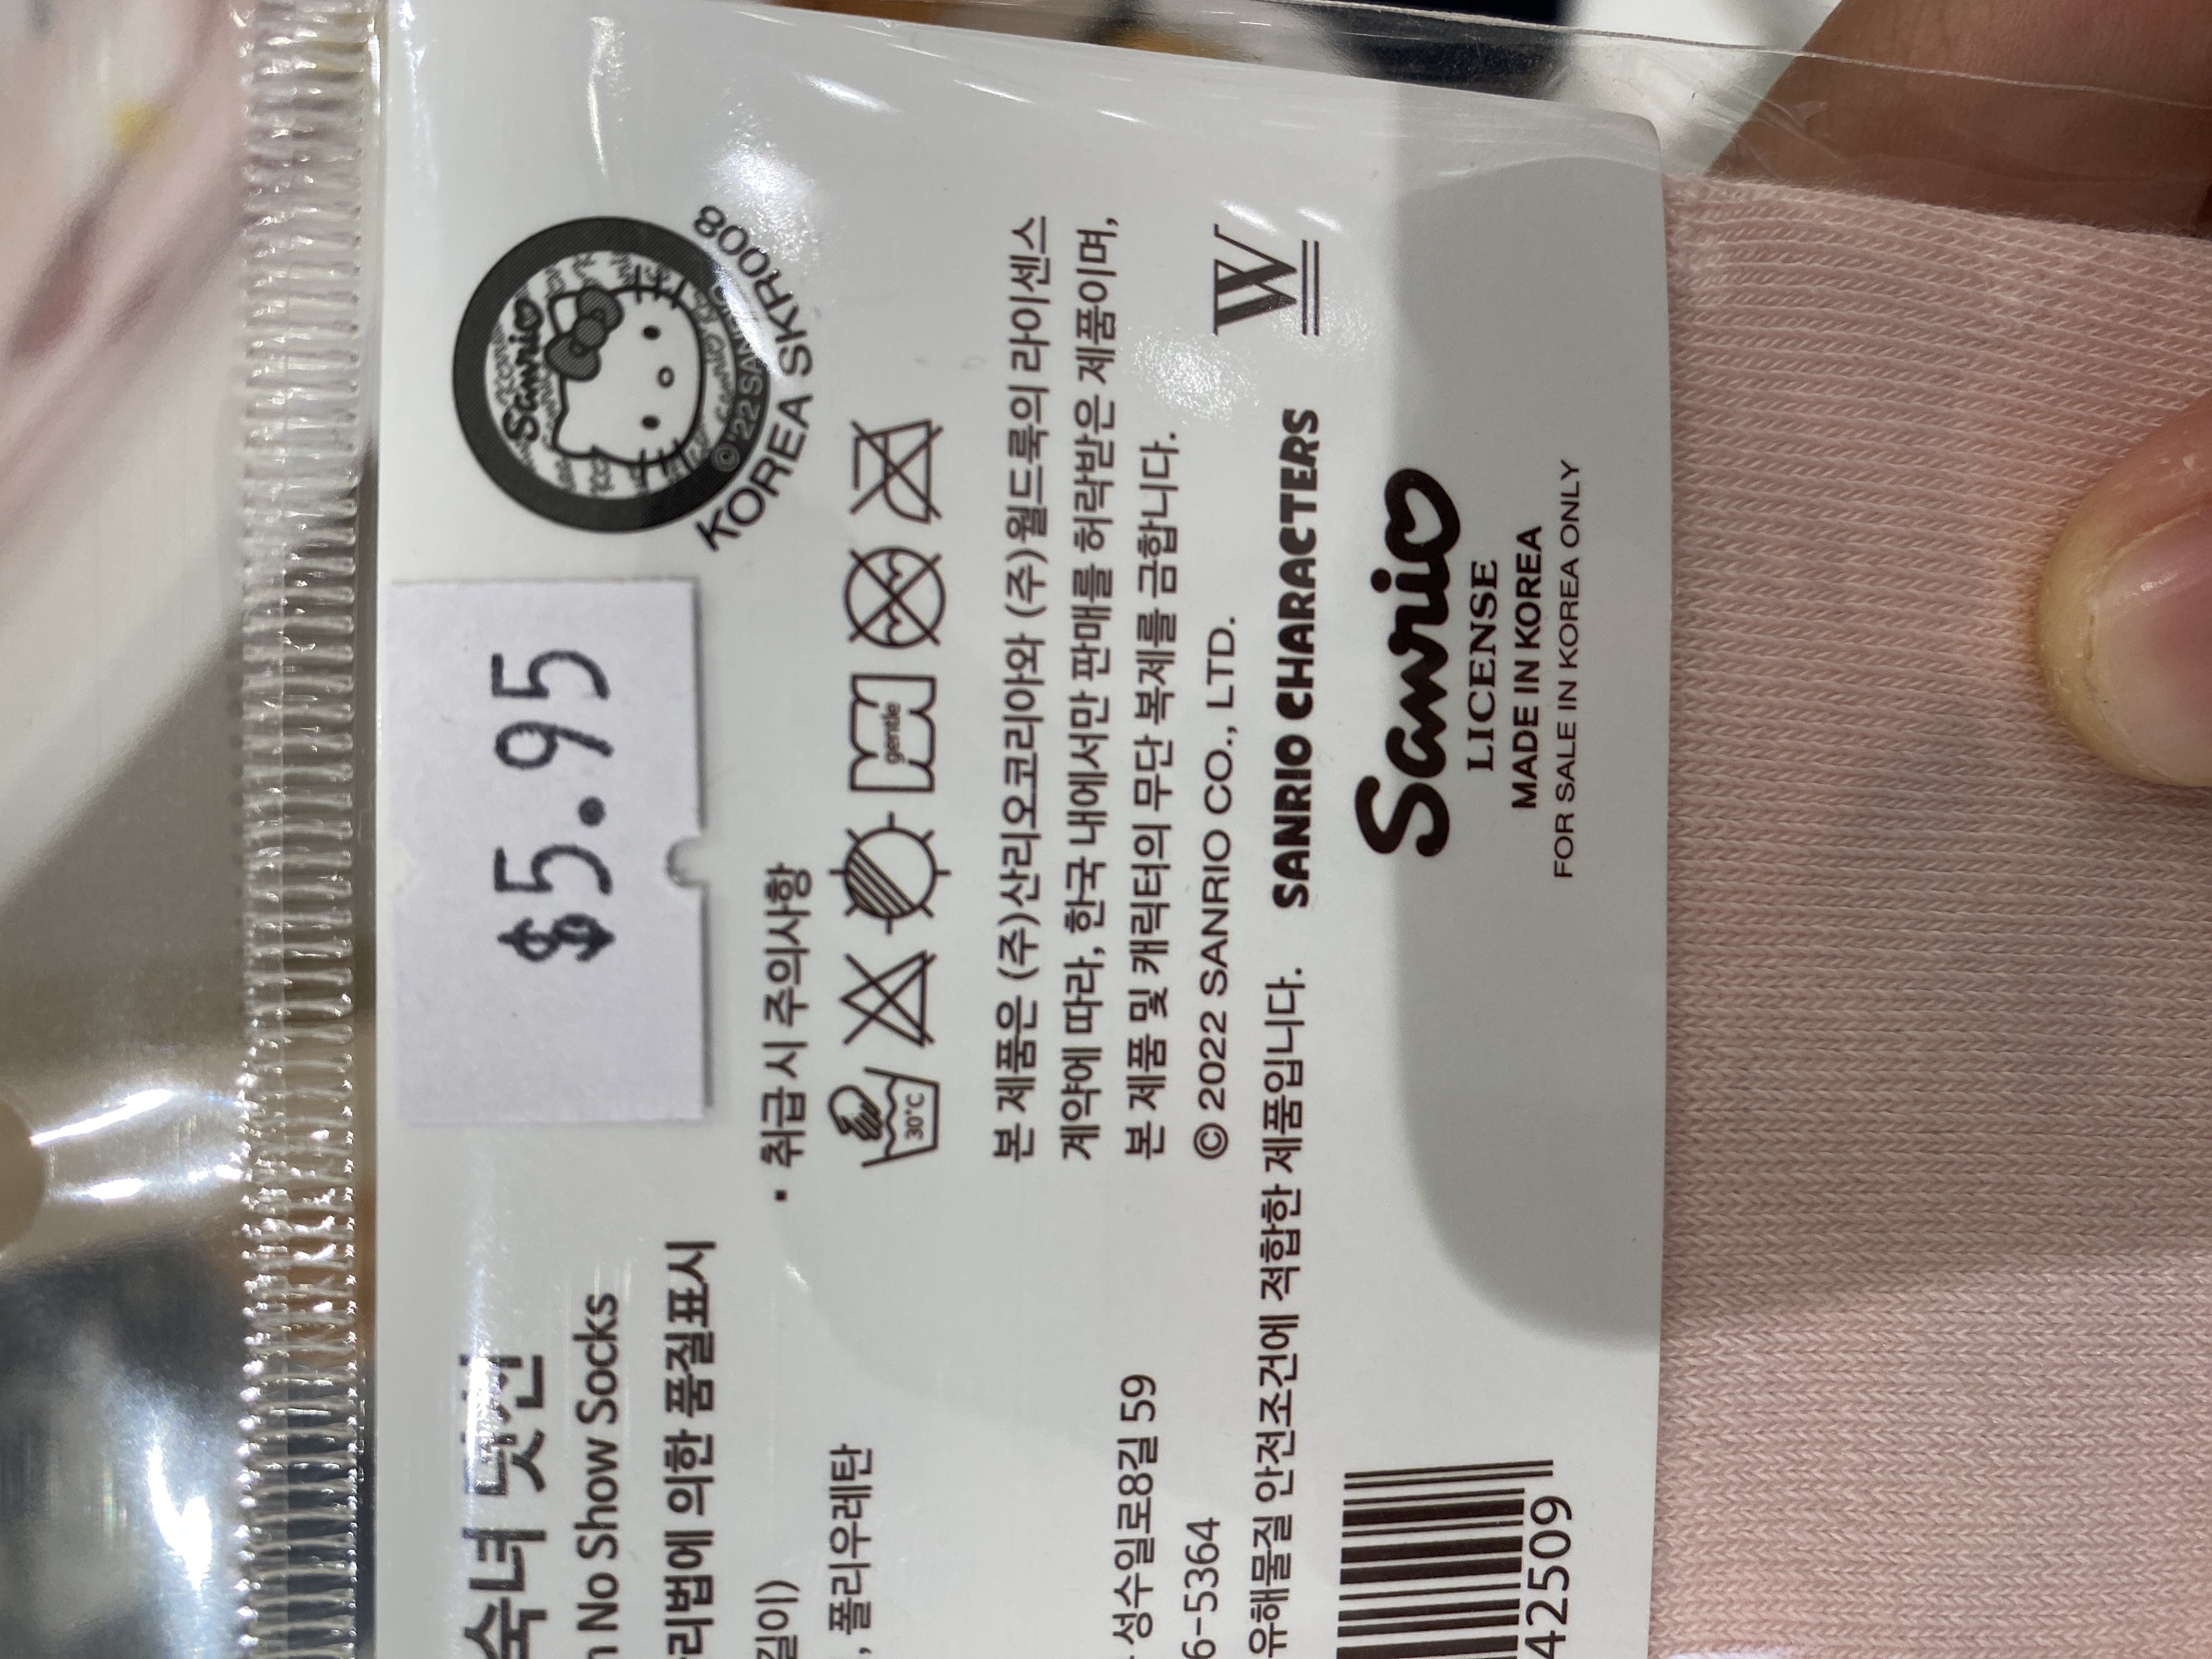 숙녀 덧신
No Show Socks
리법에 의한 품질표시
길이)
, 폴리우레탄
성수일로8길 59
6-5364
유해물질 안전조건에 적합한 제품입니다.
42509
$5.95
Sanrio
© '22 SANRIO
KOREA SKR008
· 취급 시 주의사항
30°C
gentle
본 제품은 (주)산리오코리아와 (주)월드룩의 라이센스
계약에 따라, 한국 내에서만 판매를 허락받은 제품이며,
본 제품 및 캐릭터의 무단 복제를 금합니다.
© 2022 SANRIO CO., LTD.
SANRIO CHARACTERS
W
Sanrio
LICENSE
MADE IN KOREA
FOR SALE IN KOREA ONLY